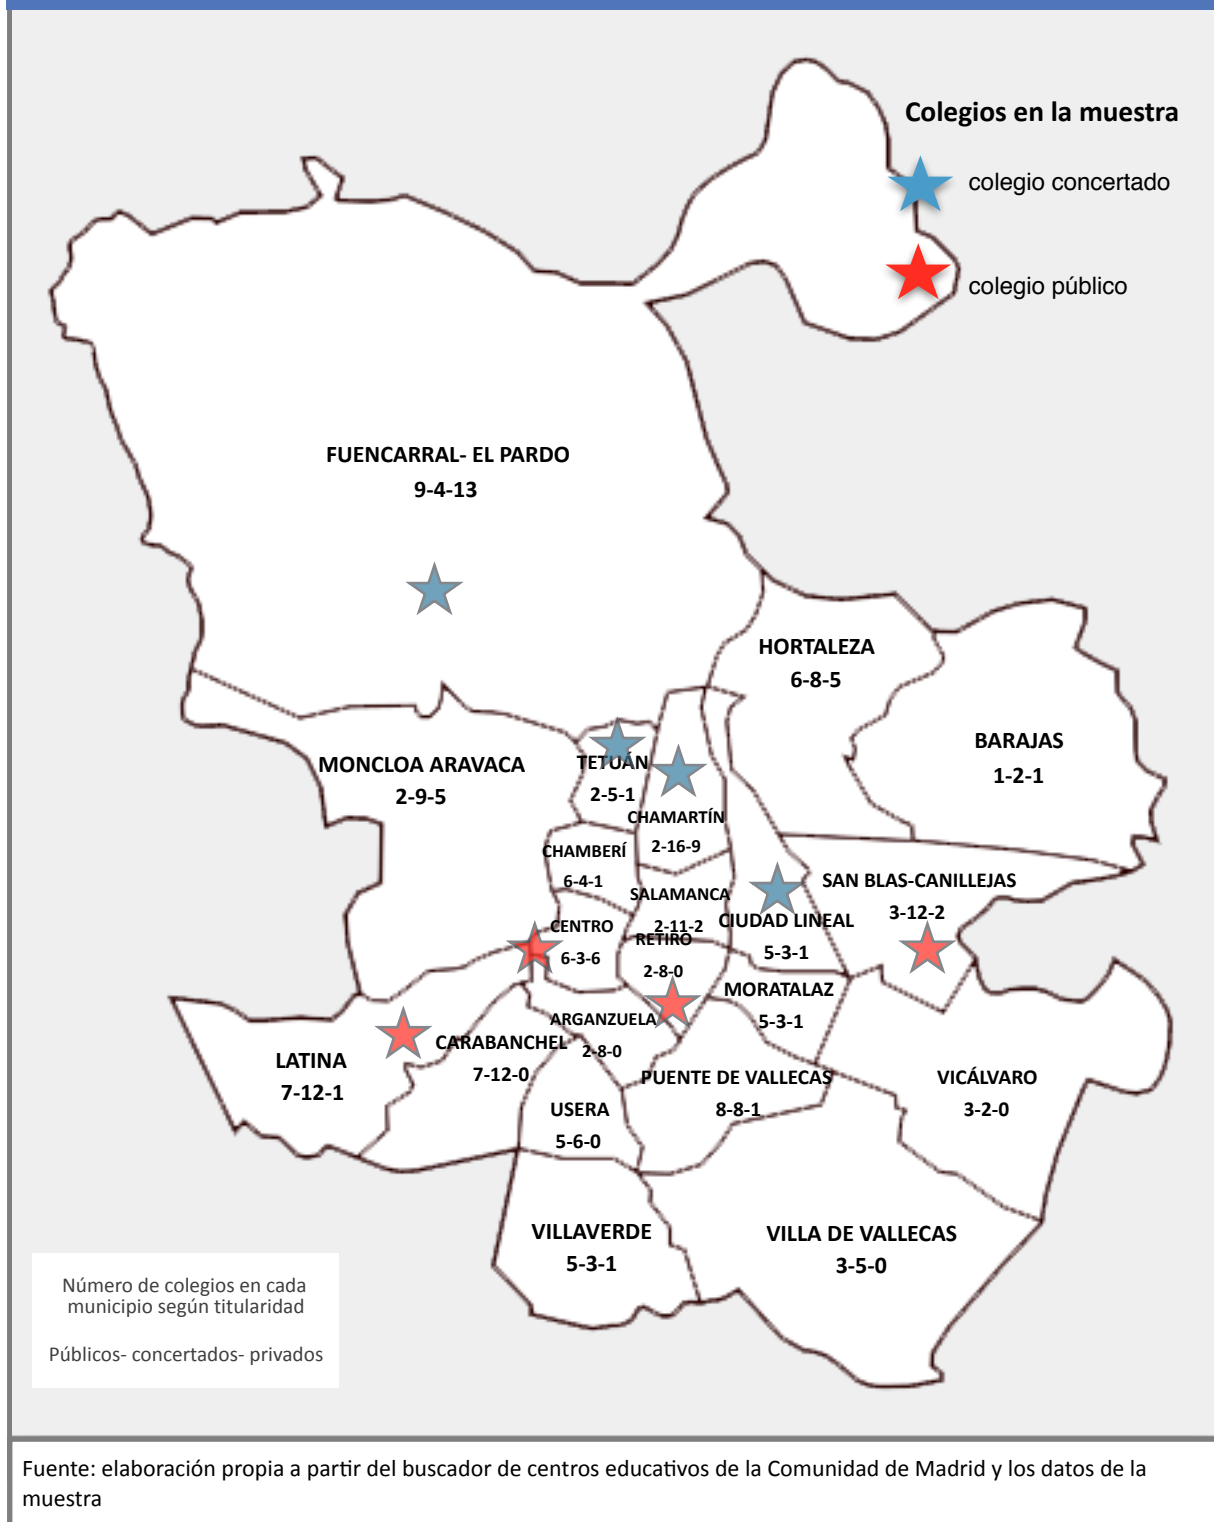 Colegios en la muestra
colegio concertado
colegio público
FUENCARRAL- EL PARDO
9-4-13
HORTALEZA
6-8-5
BARAJAS
1-2-1
MONCLOA ARAVACA
2-9-5
TETUÁN
2-5-1
CHAMARTÍN
2-16-9
CHAMBERÍ
6-4-1
SALAMANCA
2-11-2
CIUDAD LINEAL
5-3-1
SAN BLAS-CANILLEJAS
3-12-2
CENTRO
6-3-6
RETIRO
2-8-0
MORATALAZ
5-3-1
ARGANZUELA
2-8-0
CARABANCHEL
7-12-0
LATINA
7-12-1
PUENTE DE VALLECAS
8-8-1
VICÁLVARO
3-2-0
USERA
5-6-0
VILLAVERDE
5-3-1
VILLA DE VALLECAS
3-5-0
Número de colegios en cada
municipio según titularidad
Públicos- concertados- privados
Fuente: elaboración propia a partir del buscador de centros educativos de la Comunidad de Madrid y los datos de la
muestra